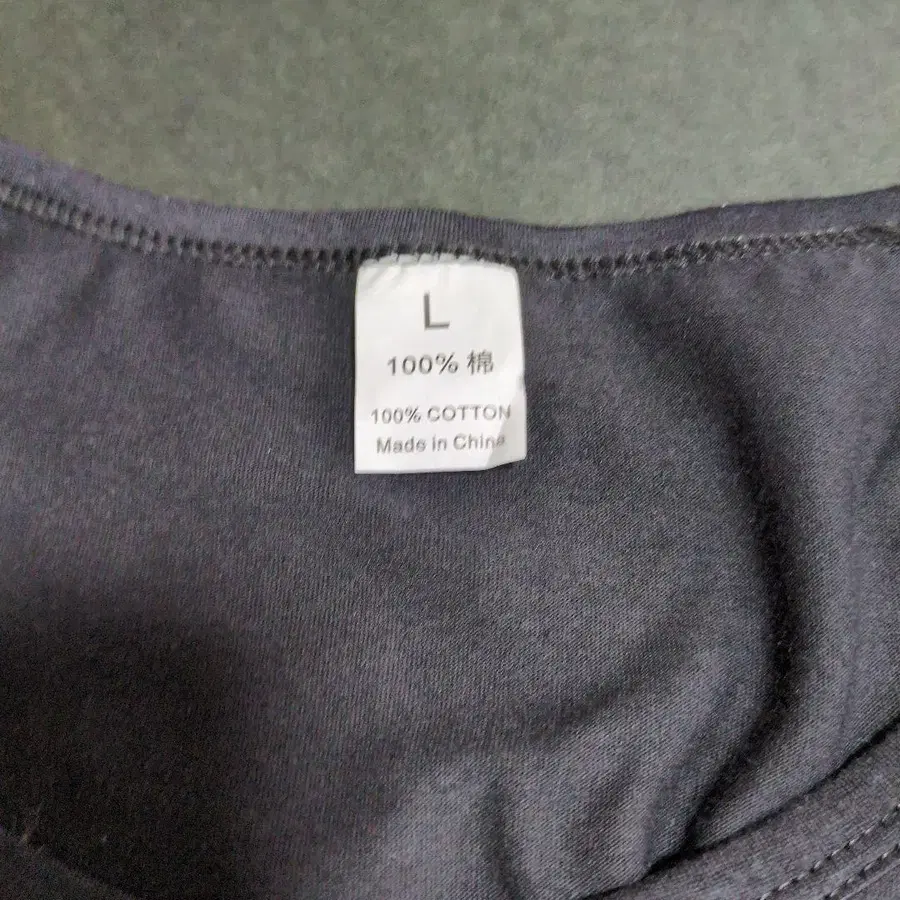 L
100% 棉
100% COTTON
Made in China